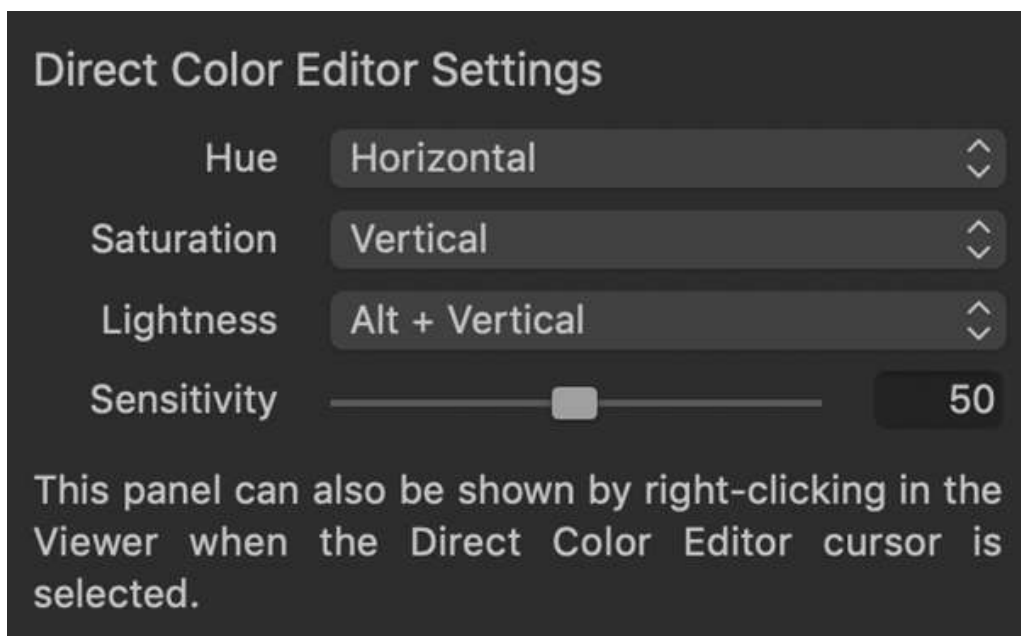 Direct Color Editor Settings
Hue Horizontal
Saturation Vertical
Lightness Alt + Vertical
Sensitivity 50
This panel can also be shown by right-clicking in the
Viewer when the Direct Color Editor cursor is
selected.